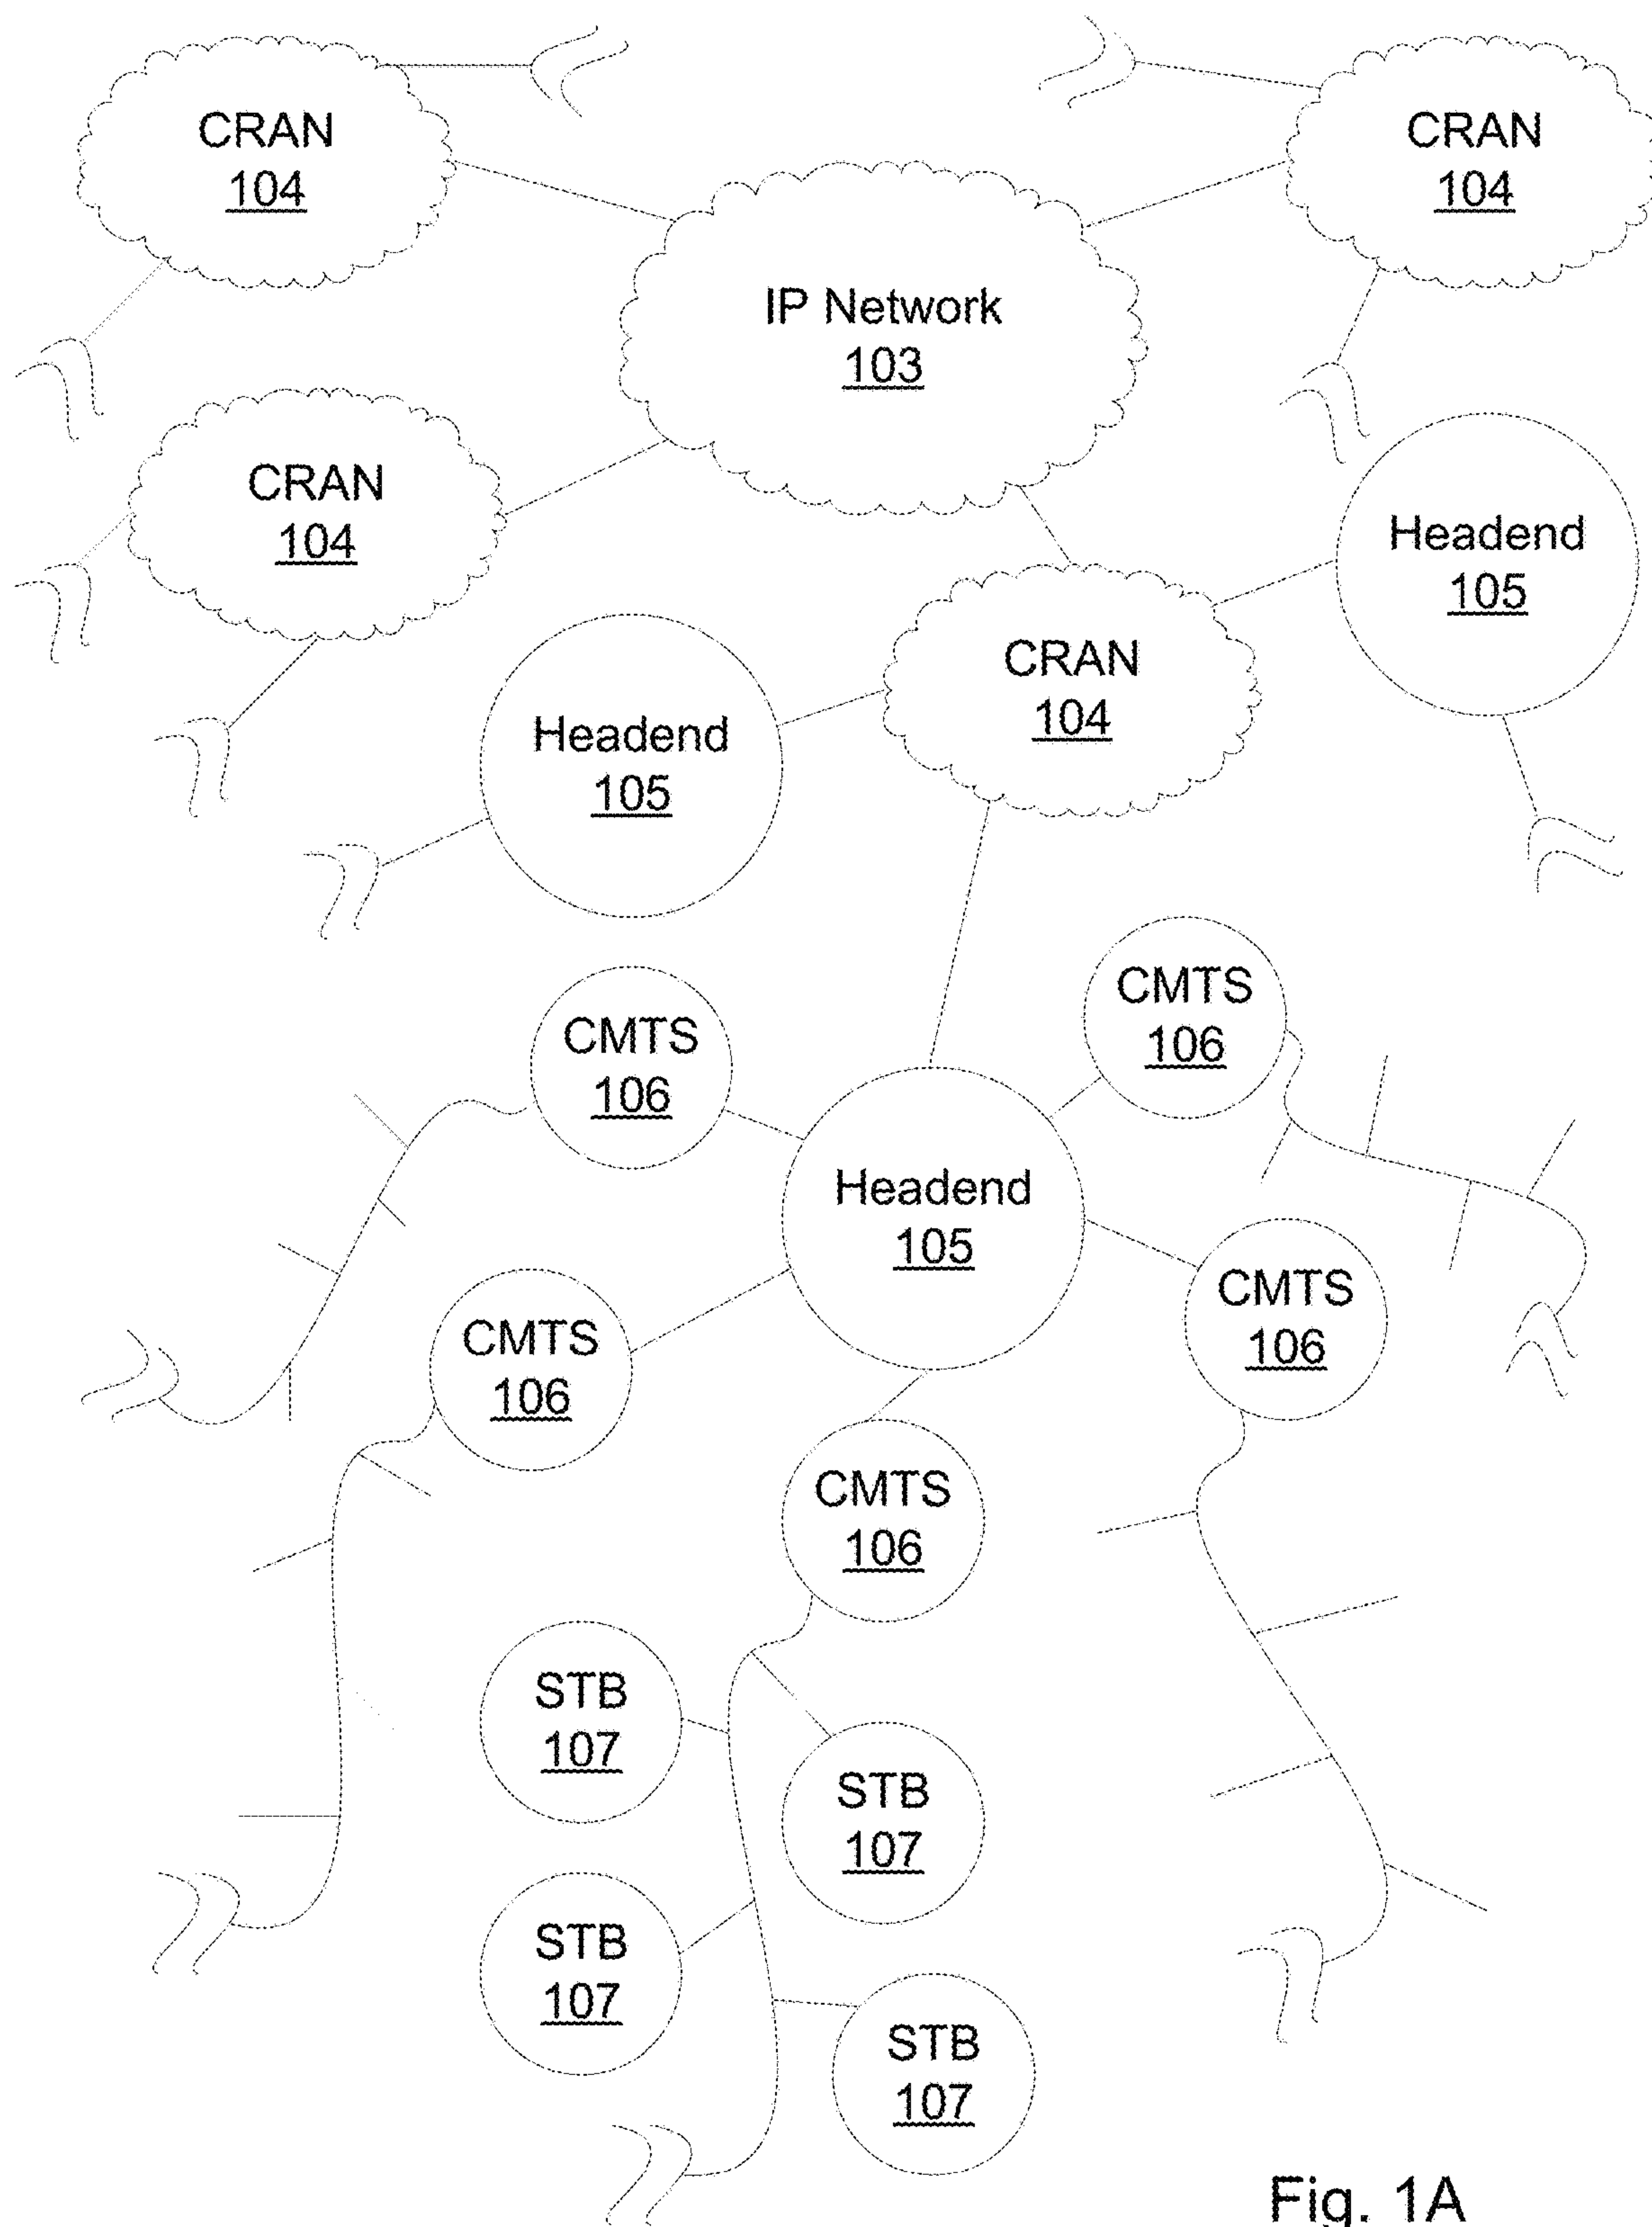 CRAN
104
CRAN
104
IP Network
103
CRAN
104
Headend
105
CRAN
104
Headend
105
CMTS
106
CMTS
106
Headend
105
CMTS
106
CMTS
106
CMTS
106
STB
107
STB
107
STB
107
STB
107
Fig. 1A